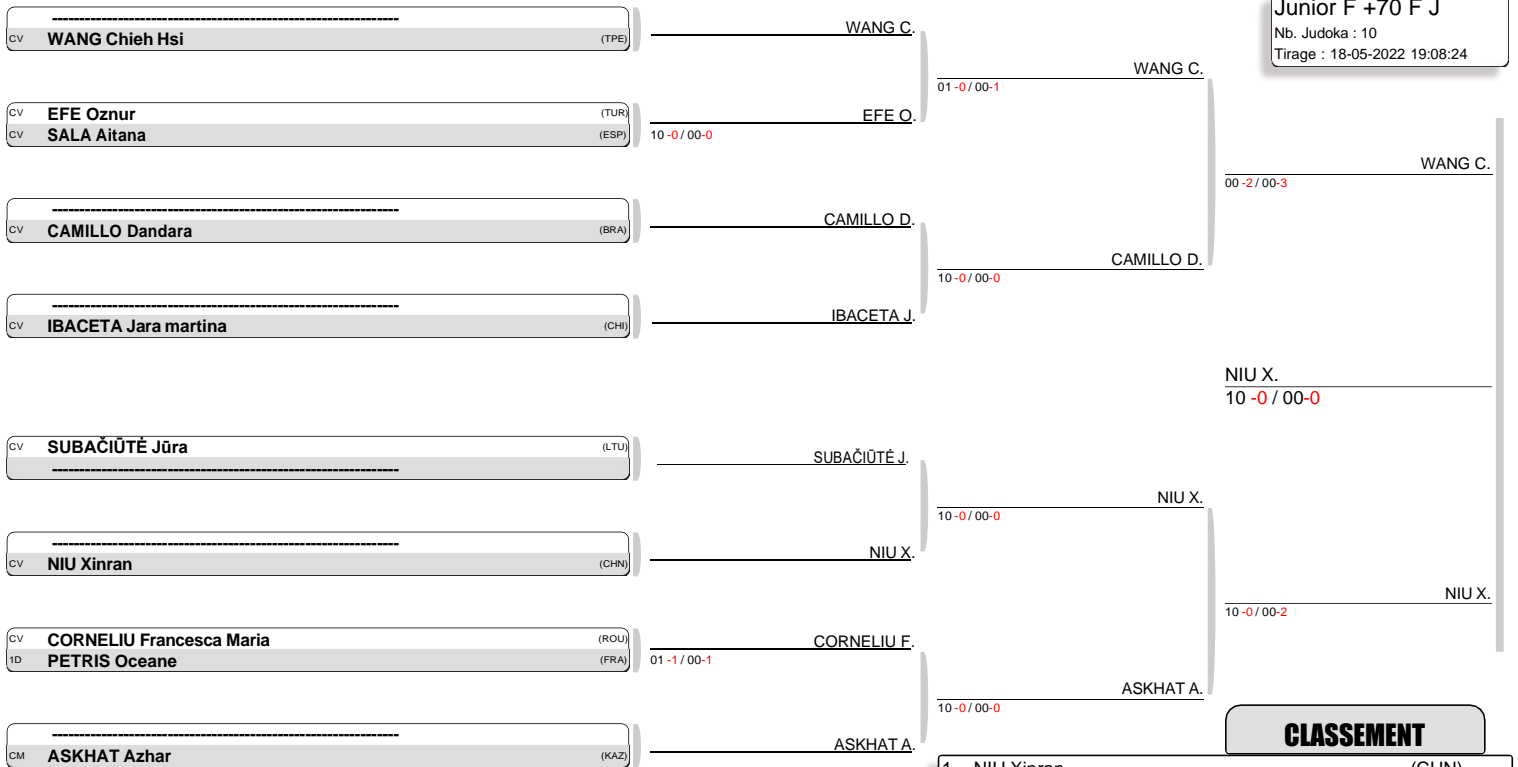 Junior F +70 F J
Nb. Judoka : 10
Tirage : 18-05-2022 19:08:24
----------------------------------------------------------------
CV WANG Chieh Hsi (TPE)
WANG C.
CV EFE Oznur (TUR)
CV SALA Aitana (ESP)
EFE O.
10 -0 / 00-0
WANG C.
01 -0 / 00-1
----------------------------------------------------------------
CV CAMILLO Dandara (BRA)
CAMILLO D.
----------------------------------------------------------------
CV IBACETA Jara martina (CHI)
IBACETA J.
CAMILLO D.
10 -0 / 00-0
WANG C.
00 -2 / 00-3
NIU X.
10 -0 / 00-0
CV SUBAČIŪTĖ Jūra (LTU)
----------------------------------------------------------------
SUBAČIŪTĖ J.
----------------------------------------------------------------
CV NIU Xinran (CHN)
NIU X.
NIU X.
10 -0 / 00-0
CV CORNELIU Francesca Maria (ROU)
1D PETRIS Oceane (FRA)
CORNELIU F.
01 -1 / 00-1
----------------------------------------------------------------
CM ASKHAT Azhar (KAZ)
ASKHAT A.
ASKHAT A.
10 -0 / 00-0
NIU X.
10 -0 / 00-2
CLASSEMENT
1 NIU Xinran (CHN)